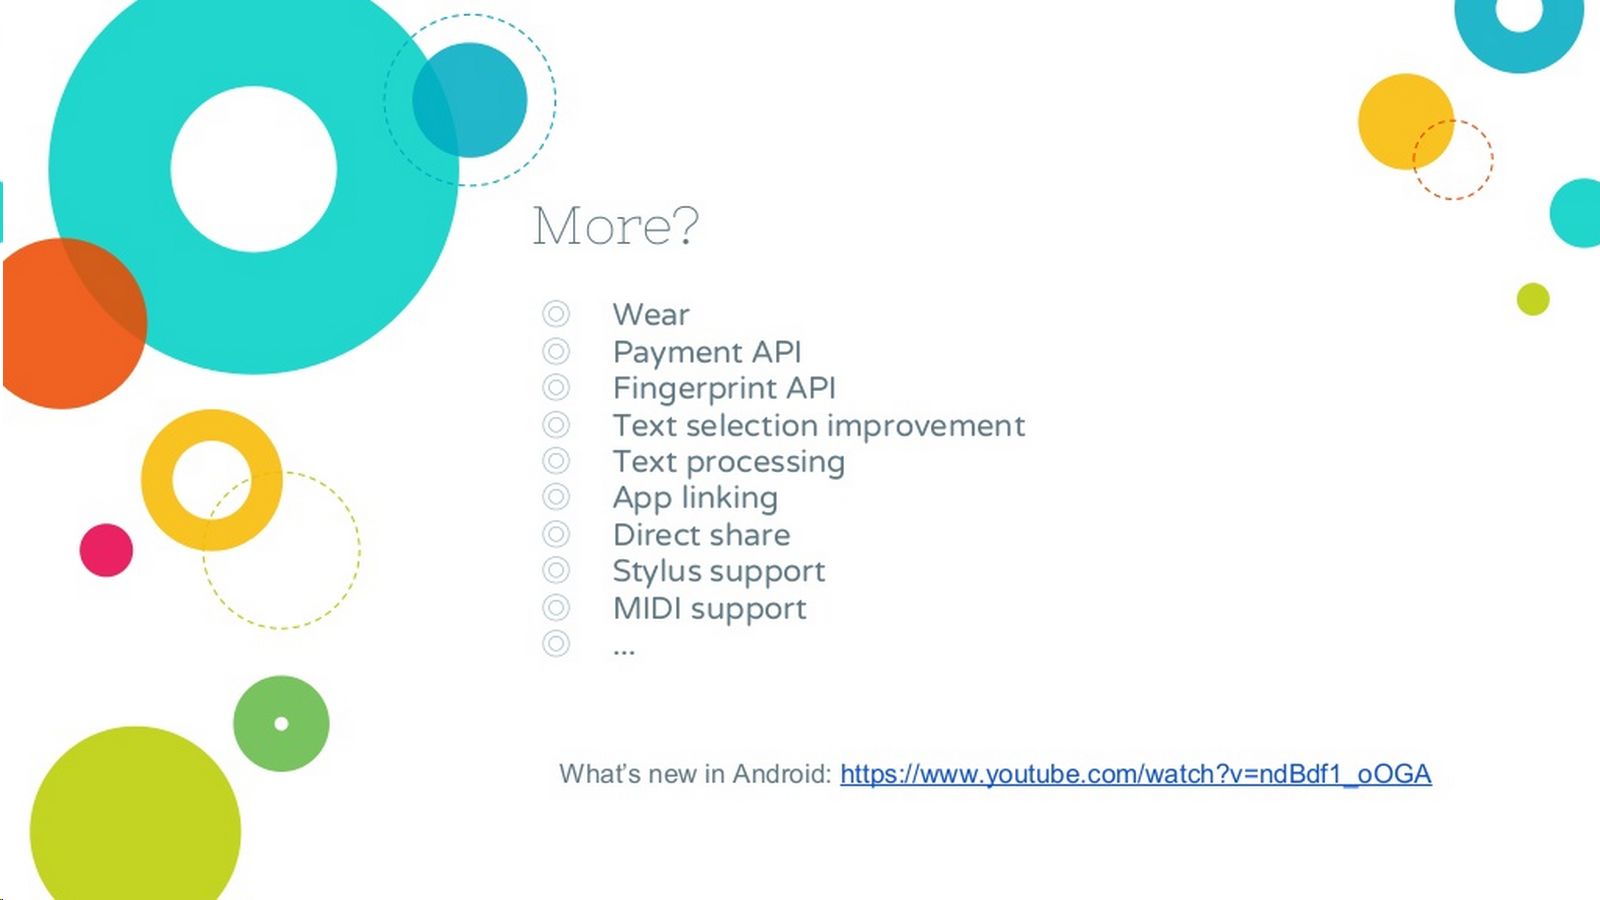 More?
Wear
Payment API
Fingerprint API
Text selection improvement
Text processing
App linking
Direct share
Stylus support
MIDI support
...
What's new in Android: https://www.youtube.com/watch?v=ndBdf1_oOGA